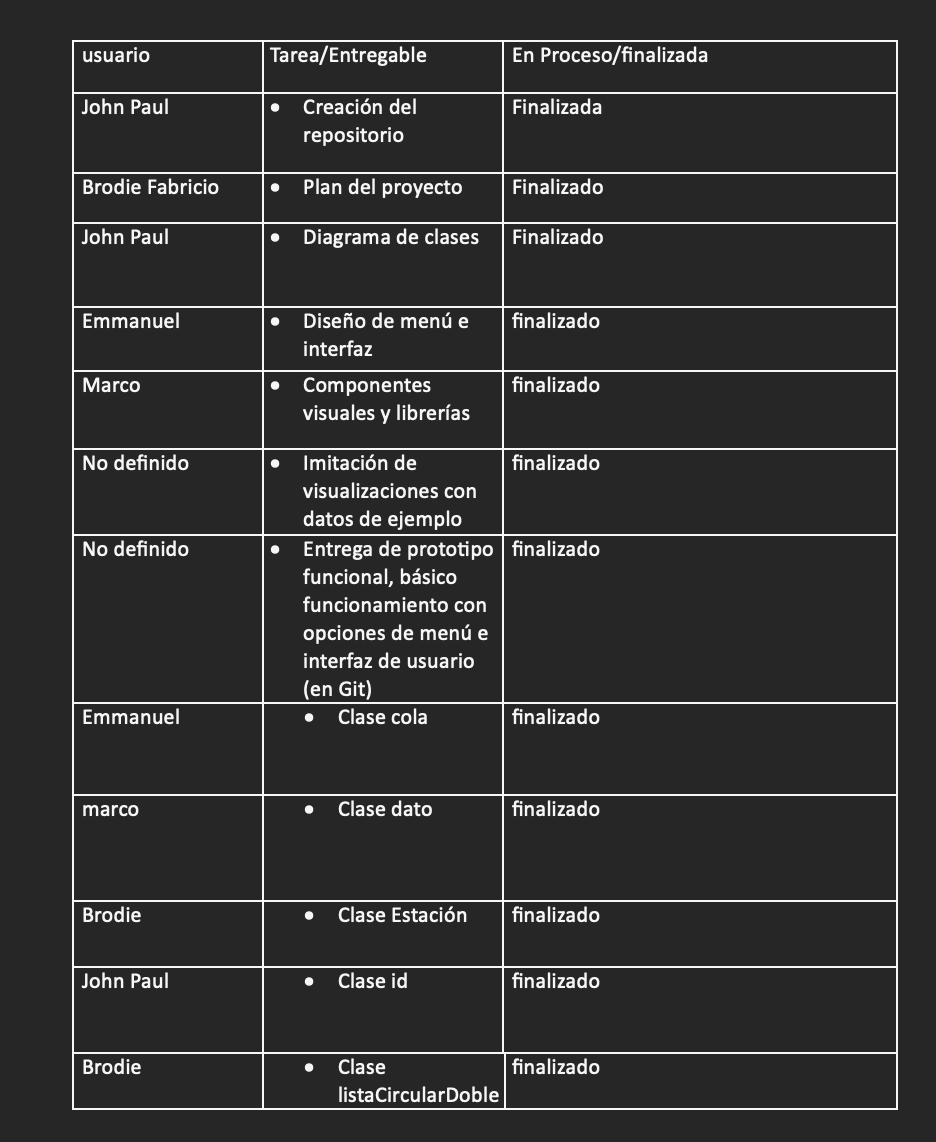 usuario Tarea/Entregable En Proceso/finalizada
John Paul • Creación del Finalizada
repositorio
Brodie Fabricio • Plan del proyecto Finalizado
John Paul • Diagrama de clases Finalizado
Emmanuel • Diseño de menú e finalizado
interfaz
Marco • Componentes finalizado
visuales y librerías
No definido • Imitación de finalizado
visualizaciones con
datos de ejemplo
No definido • Entrega de prototipo finalizado
funcional, básico
funcionamiento con
opciones de menú e
interfaz de usuario
(en Git)
Emmanuel • Clase cola finalizado
marco • Clase dato finalizado
Brodie • Clase Estación finalizado
John Paul • Clase id finalizado
Brodie • Clase finalizado
listaCircularDoble